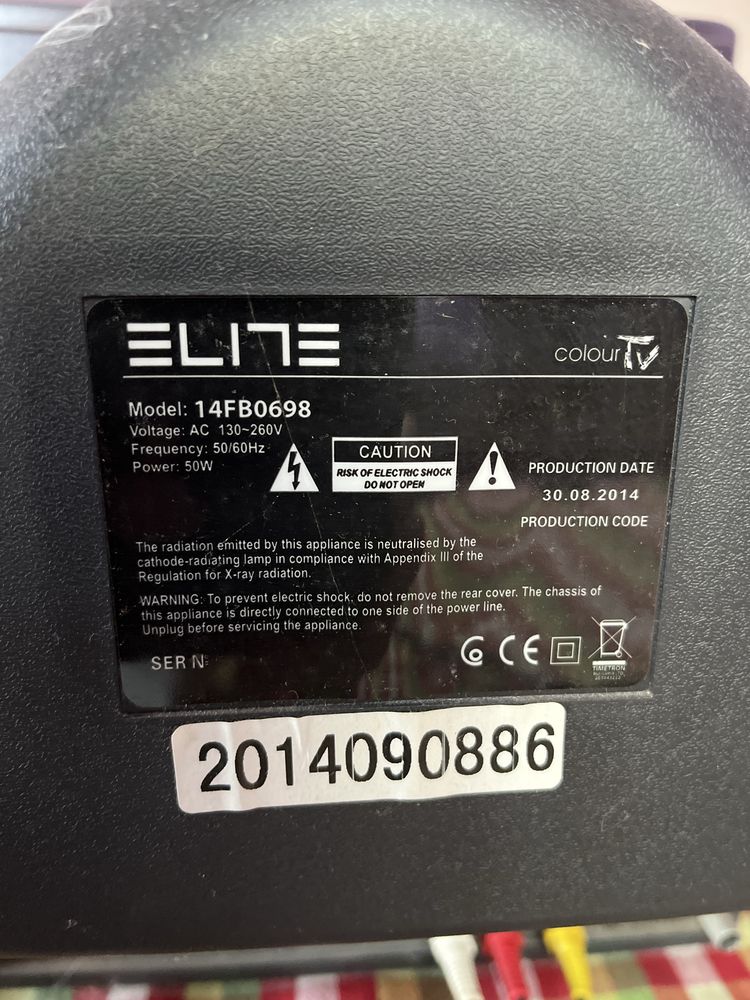 ELITE
colour TV
Model: 14FB0698
Voltage: AC 130~260V
Frequency: 50/60Hz
Power: 50W
CAUTION
RISK OF ELECTRIC SHOCK
DO NOT OPEN
PRODUCTION DATE
30.08.2014
PRODUCTION CODE
The radiation emitted by this appliance is neutralised by the
cathode-radiating lamp in compliance with Appendix III of the
Regulation for X-ray radiation.
WARNING: To prevent electric shock, do not remove the rear cover. The chassis of
this appliance is directly connected to one side of the power line.
Unplug before servicing the appliance.
SER N
CE
TIMETRON
2014090886